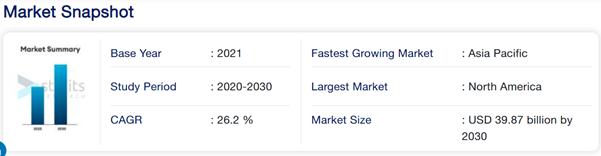 Market Snapshot
Market Summary
Base Year : 2021
Fastest Growing Market : Asia Pacific
Study Period : 2020-2030
Largest Market : North America
CAGR : 26.2 %
Market Size : USD 39.87 billion by
2030
2030